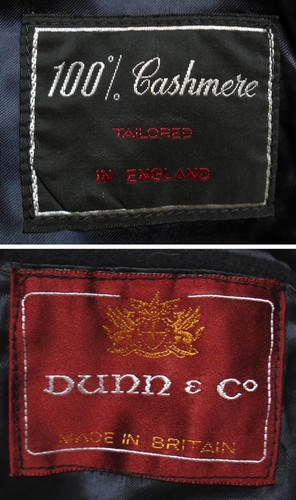 100% Cashmere
TAILORED
IN ENGLAND
DUNN & Co
MADE IN BRITAIN